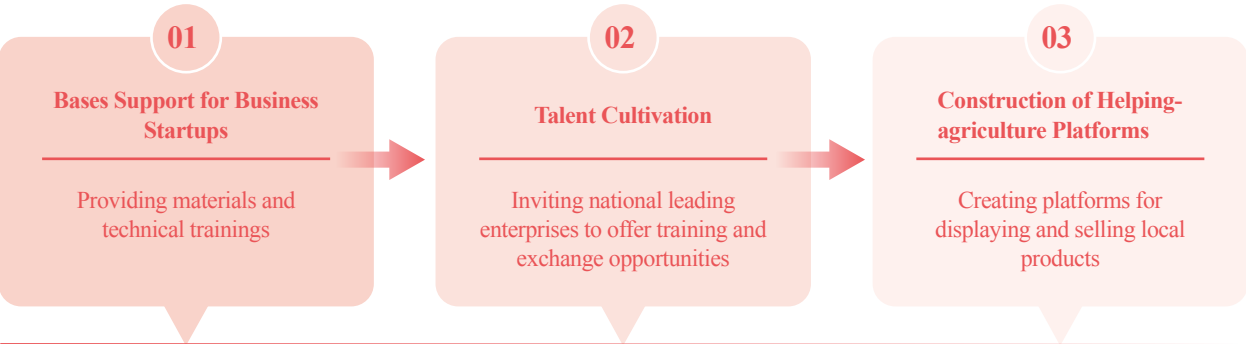 01
Bases Support for Business
Startups
Providing materials and
technical trainings
02
Talent Cultivation
Inviting national leading
enterprises to offer training and
exchange opportunities
03
Construction of Helping-
agriculture Platforms
Creating platforms for
displaying and selling local
products